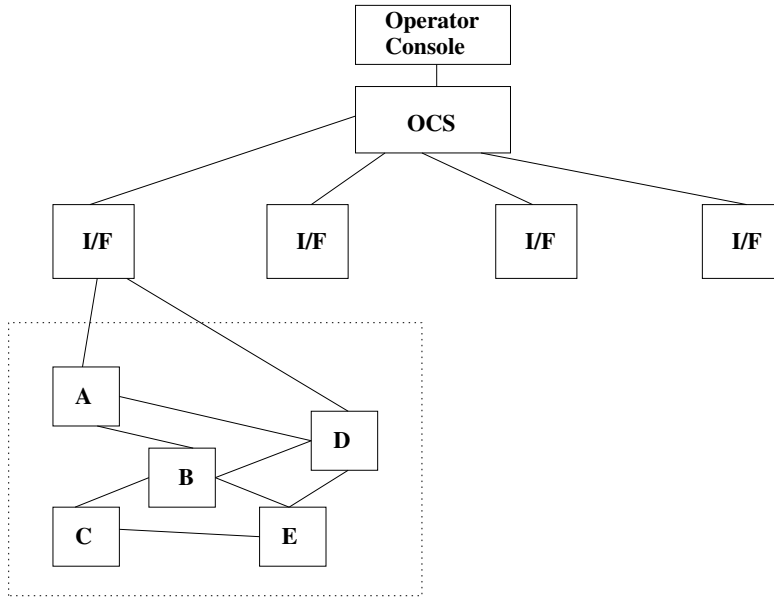 Operator
Console
OCS
I/F
I/F
I/F
I/F
A
D
B
C
E